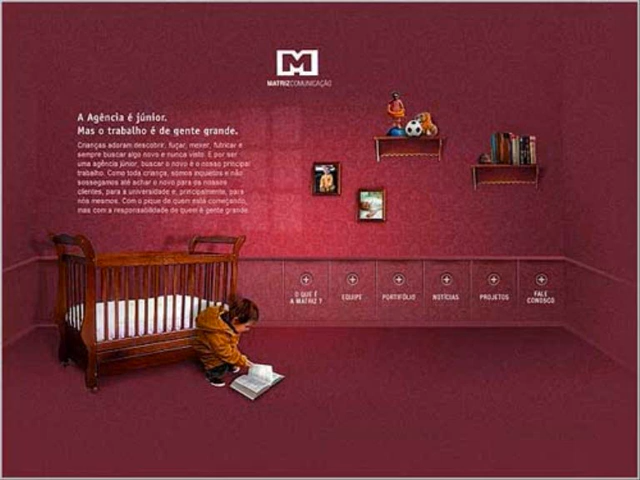 M
MATRIZCOMUNICAÇÃO
A Agência é júnior.
Mas o trabalho é de gente grande.
Crianças adoram descobrir, fuçar, mexer, futricar e
sempre buscar algo novo e nunca visto. E por ser
uma agência júnior, buscar o novo é o nosso principal
trabalho. Como toda criança, somos inquietos e não
sossegamos até achar o novo para os nossos
clientes, para a universidade e, principalmente, para
nós mesmos. Com o pique de quem está começando,
mas com a responsabilidade de quem é gente grande.
O QUE É
A MATRIZ ?
EQUIPE
PORTIFÓLIO
NOTÍCIAS
PROJETOS
FALE
CONOSCO